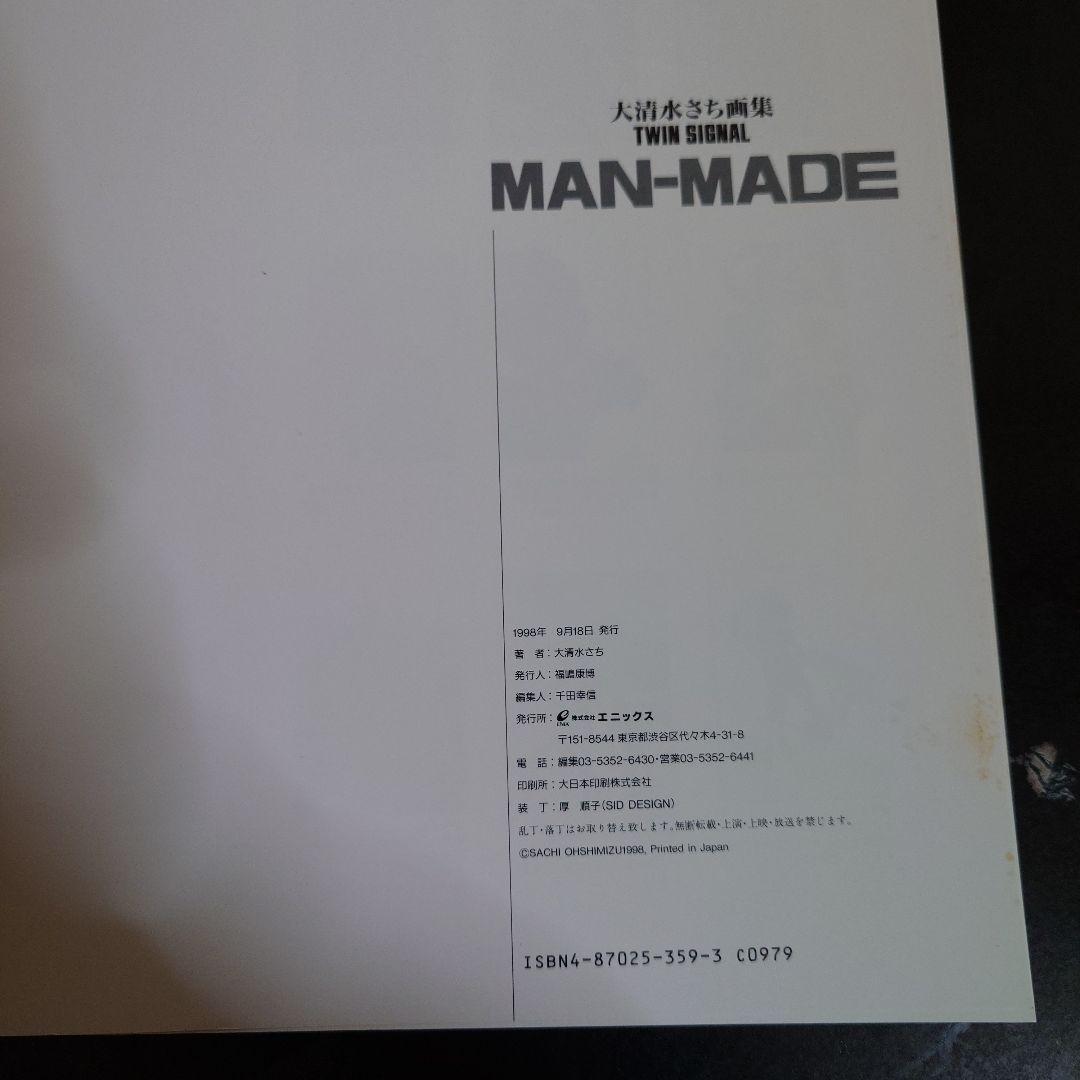 大清水さち画集
TWIN SIGNAL
MAN-MADE
1998年 9月18日 発行
著 者：大清水さち
発行人：福嶋康博
編集人：千田幸信
発行所：ENIX 株式会社 エニックス
〒151-8544 東京都渋谷区代々木4-31-8
電 話：編集03-5352-6430・営業03-5352-6441
印刷所：大日本印刷株式会社
装 丁：厚 順子(SID DESIGN)
乱丁・落丁はお取り替え致します。無断転載・上演・上映・放送を禁じます。
©SACHI OHSHIMIZU1998, Printed in Japan
ISBN4-87025-359-3 C0979